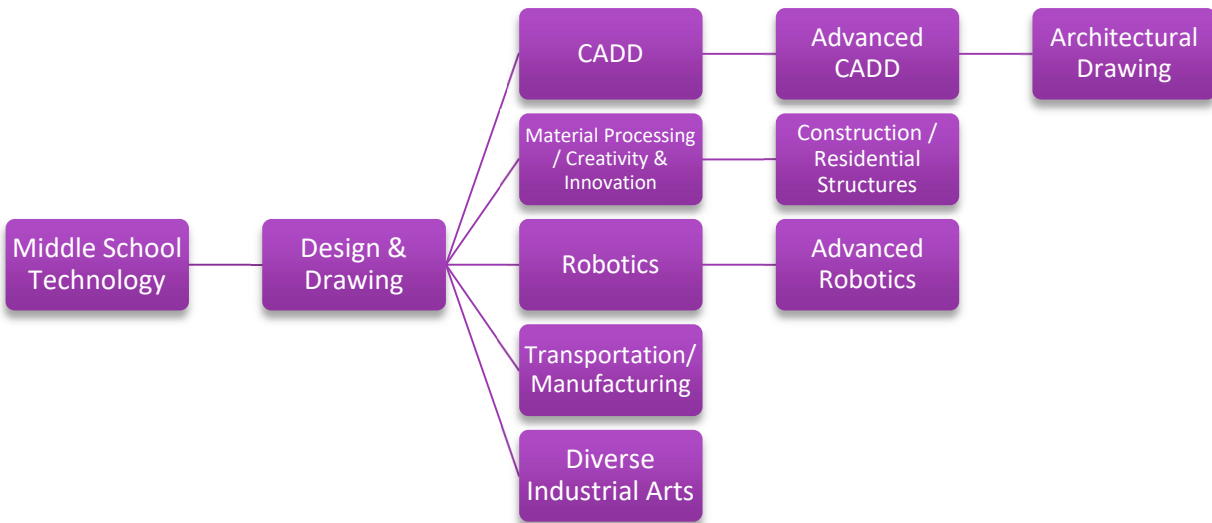 CADD
Advanced
CADD
Architectural
Drawing
Material Processing
/ Creativity &
Innovation
Construction /
Residential
Structures
Middle School
Technology
Design &
Drawing
Robotics
Advanced
Robotics
Transportation/
Manufacturing
Diverse
Industrial Arts